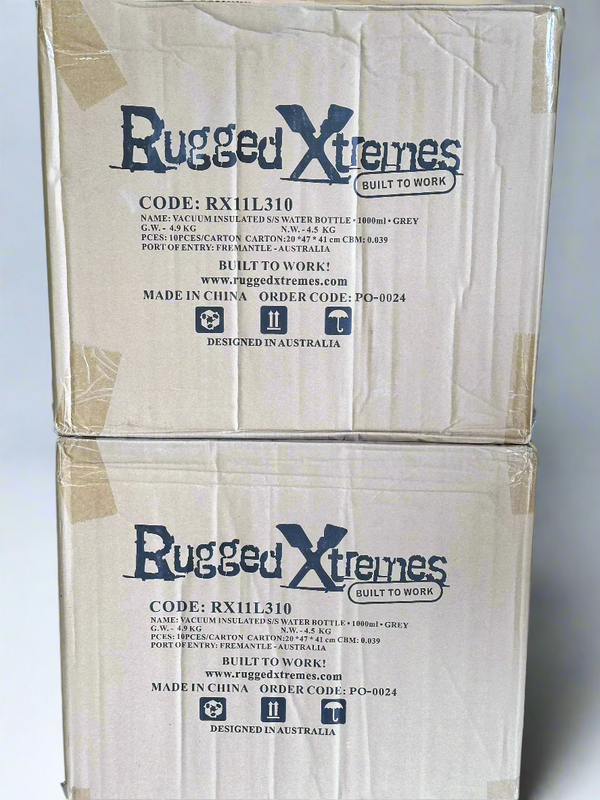 Rugged Xtremes
BUILT TO WORK
CODE: RX11L310
NAME: VACUUM INSULATED S/S WATER BOTTLE • 1000ml • GREY
G.W. - 4.9 KG N.W. - 4.5 KG
PCES: 10PCES/CARTON CARTON:20 *47 * 41 cm CBM: 0.039
PORT OF ENTRY: FREMANTLE - AUSTRALIA
BUILT TO WORK!
www.ruggedxtremes.com
MADE IN CHINA ORDER CODE: PO-0024
DESIGNED IN AUSTRALIA
Rugged Xtremes
BUILT TO WORK
CODE: RX11L310
NAME: VACUUM INSULATED S/S WATER BOTTLE • 1000ml • GREY
G.W. - 4.9 KG N.W. - 4.5 KG
PCES: 10PCES/CARTON CARTON:20 *47 * 41 cm CBM: 0.039
PORT OF ENTRY: FREMANTLE - AUSTRALIA
BUILT TO WORK!
www.ruggedxtremes.com
MADE IN CHINA ORDER CODE: PO-0024
DESIGNED IN AUSTRALIA